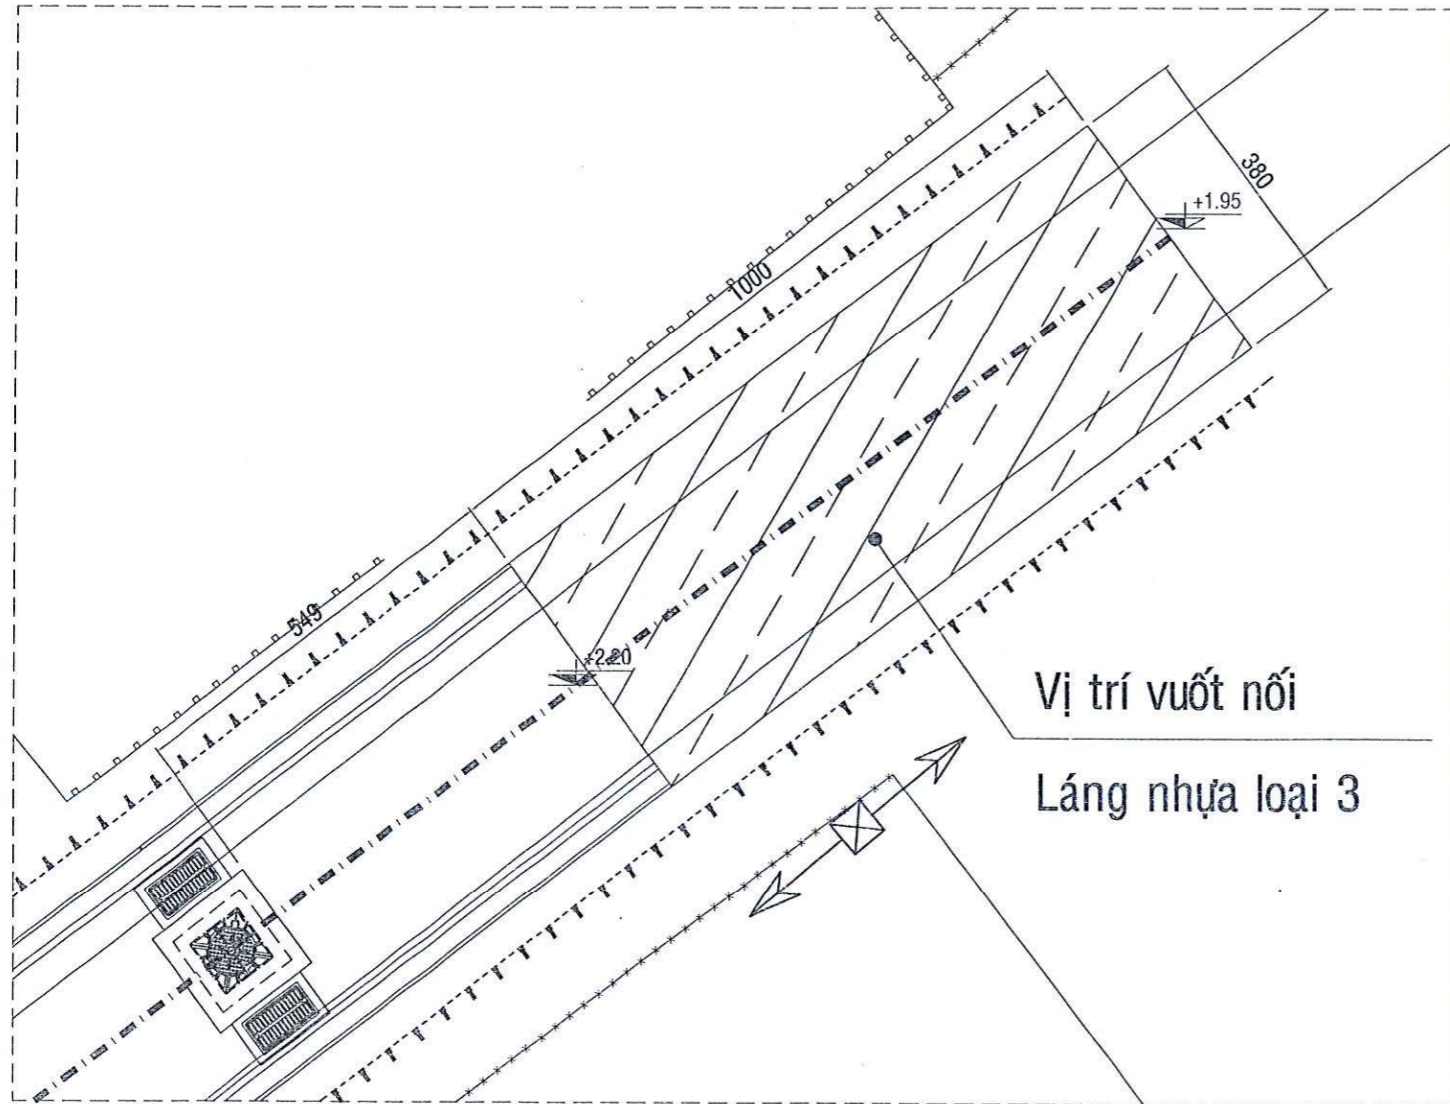 380
+1.95
1000
549
+2.20
Vị trí vuốt nối
Láng nhựa loại 3